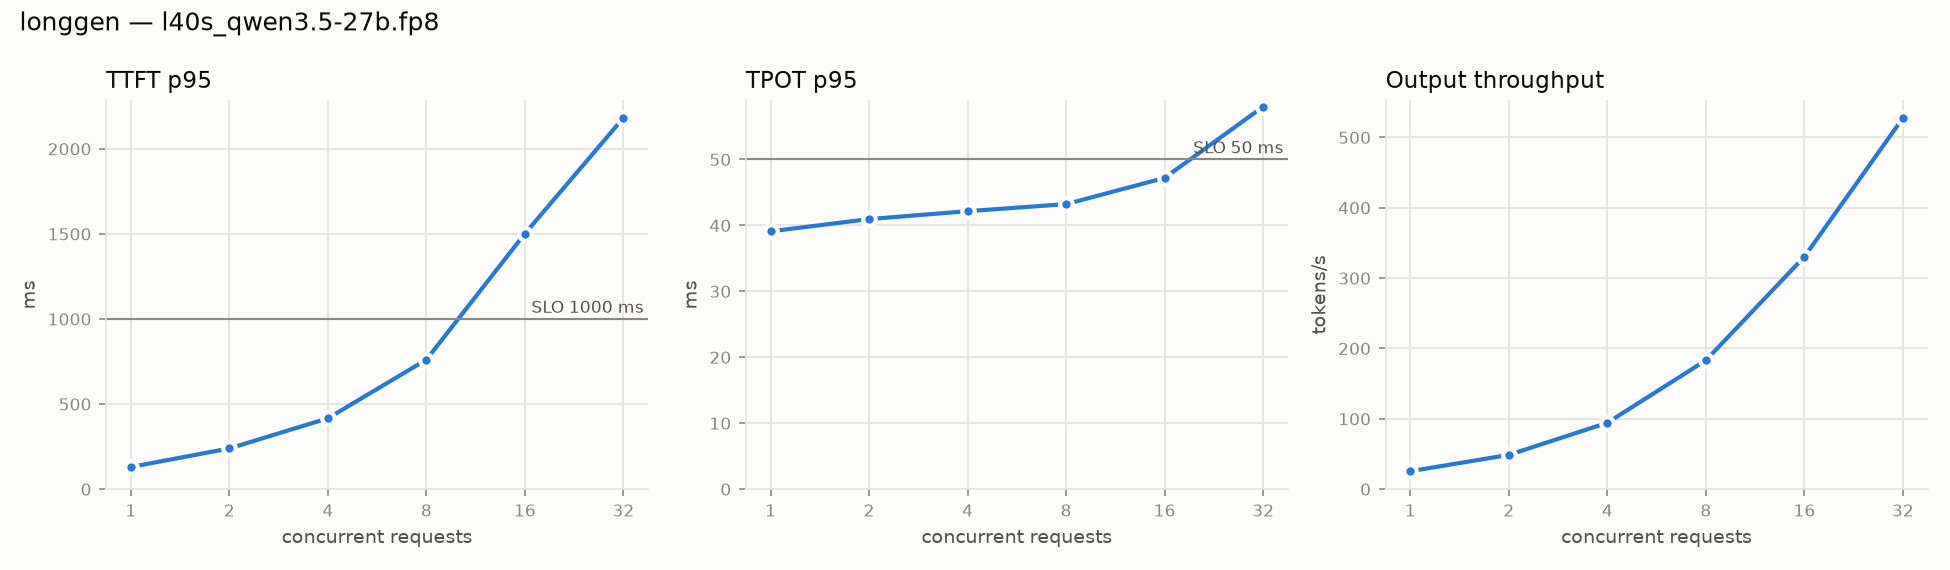 longgen — l40s_qwen3.5-27b.fp8
TTFT p95
ms
2000
1500
1000
500
0
SLO 1000 ms
1 2 4 8 16 32
concurrent requests
TPOT p95
ms
50
40
30
20
10
0
SLO 50 ms
1 2 4 8 16 32
concurrent requests
Output throughput
tokens/s
500
400
300
200
100
0
1 2 4 8 16 32
concurrent requests